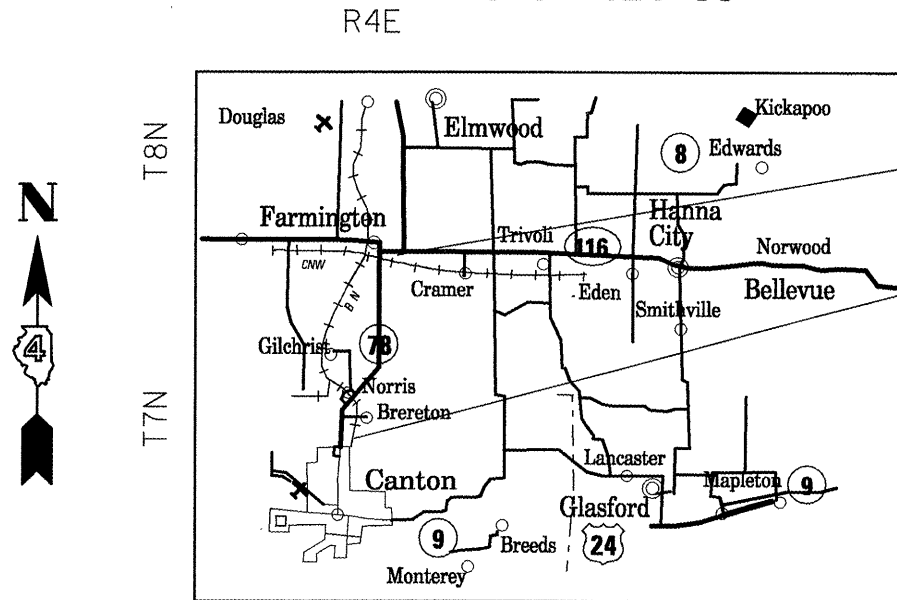 R4E
T8N
Douglas
Elmwood
Kickapoo
8
Edwards
N
Farmington
Hanna
City
Trivoli
116
Norwood
CNW
Cramer
Eden
Bellevue
BN
Smithville
4
Gilchrist
78
T7N
Norris
Brereton
Lancaster
Canton
Mapleton
9
Glasford
9
Breeds
24
Monterey